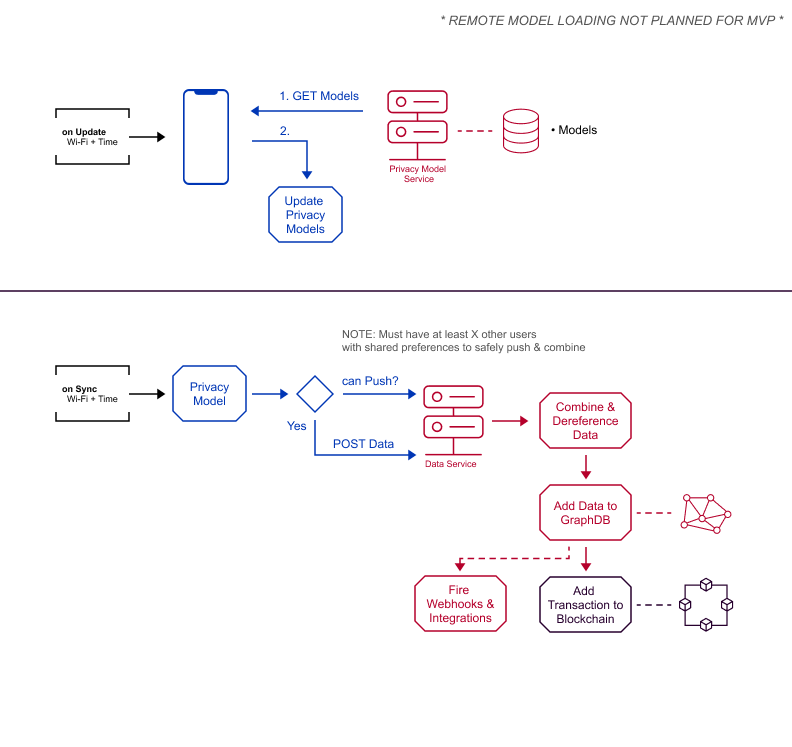 * REMOTE MODEL LOADING NOT PLANNED FOR MVP *
1. GET Models
on Update
Wi-Fi + Time
2.
• Models
Privacy Model
Service
Update
Privacy
Models
NOTE: Must have at least X other users
with shared preferences to safely push & combine
on Sync
Wi-Fi + Time
Privacy
Model
can Push?
Yes
POST Data
Data Service
Combine &
Dereference
Data
Add Data to
GraphDB
Fire
Webhooks &
Integrations
Add
Transaction to
Blockchain